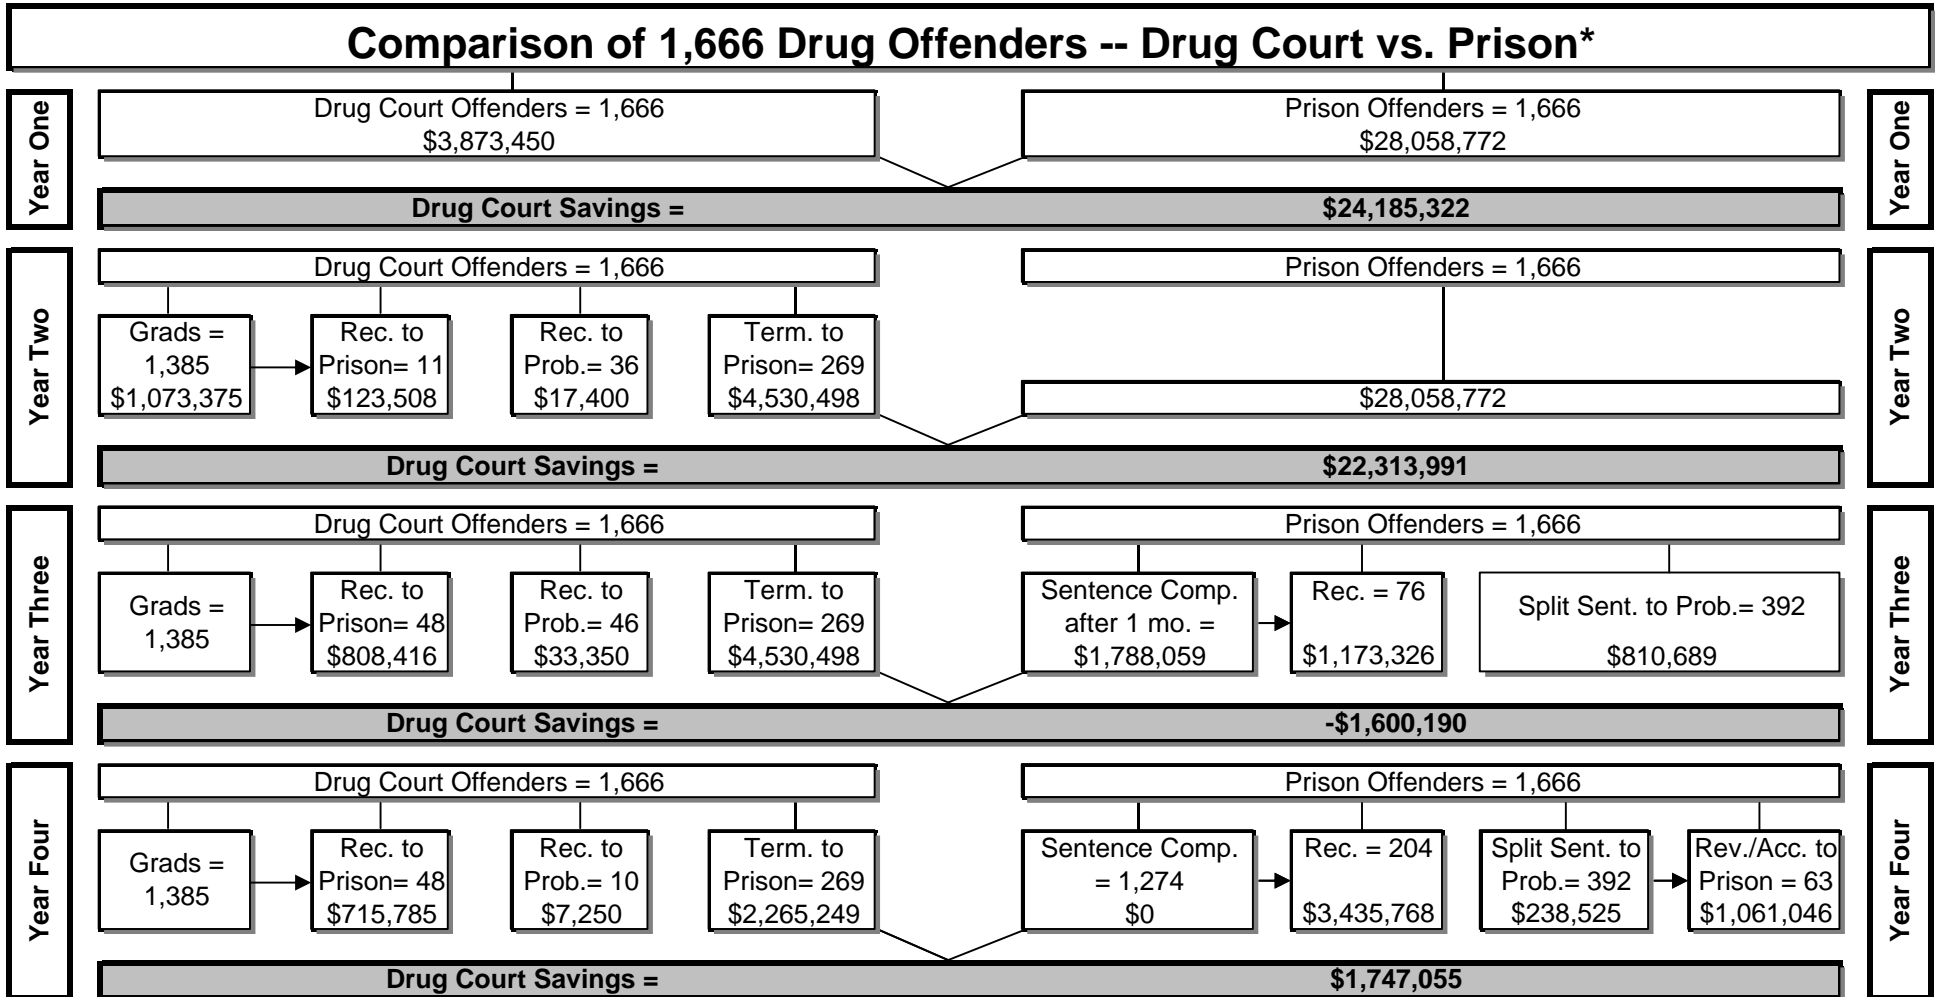 Comparison of 1,666 Drug Offenders -- Drug Court vs. Prison*
Year One
Drug Court Offenders = 1,666
$3,873,450
Prison Offenders = 1,666
$28,058,772
Year One
Drug Court Savings =
$24,185,322
Year Two
Drug Court Offenders = 1,666
Prison Offenders = 1,666
Year Two
Grads =
1,385
$1,073,375
Rec. to
Prison= 11
$123,508
Rec. to
Prob.= 36
$17,400
Term. to
Prison= 269
$4,530,498
$28,058,772
Drug Court Savings =
$22,313,991
Year Three
Drug Court Offenders = 1,666
Prison Offenders = 1,666
Year Three
Grads =
1,385
Rec. to
Prison= 48
$808,416
Rec. to
Prob.= 46
$33,350
Term. to
Prison= 269
$4,530,498
Sentence Comp.
after 1 mo. =
$1,788,059
Rec. = 76
$1,173,326
Split Sent. to Prob.= 392
$810,689
Drug Court Savings =
-$1,600,190
Year Four
Drug Court Offenders = 1,666
Prison Offenders = 1,666
Year Four
Grads =
1,385
Rec. to
Prison= 48
$715,785
Rec. to
Prob.= 10
$7,250
Term. to
Prison= 269
$2,265,249
Sentence Comp.
= 1,274
$0
Rec. = 204
$3,435,768
Split Sent. to
Prob.= 392
$238,525
Rev./Acc. to
Prison = 63
$1,061,046
Drug Court Savings =
$1,747,055